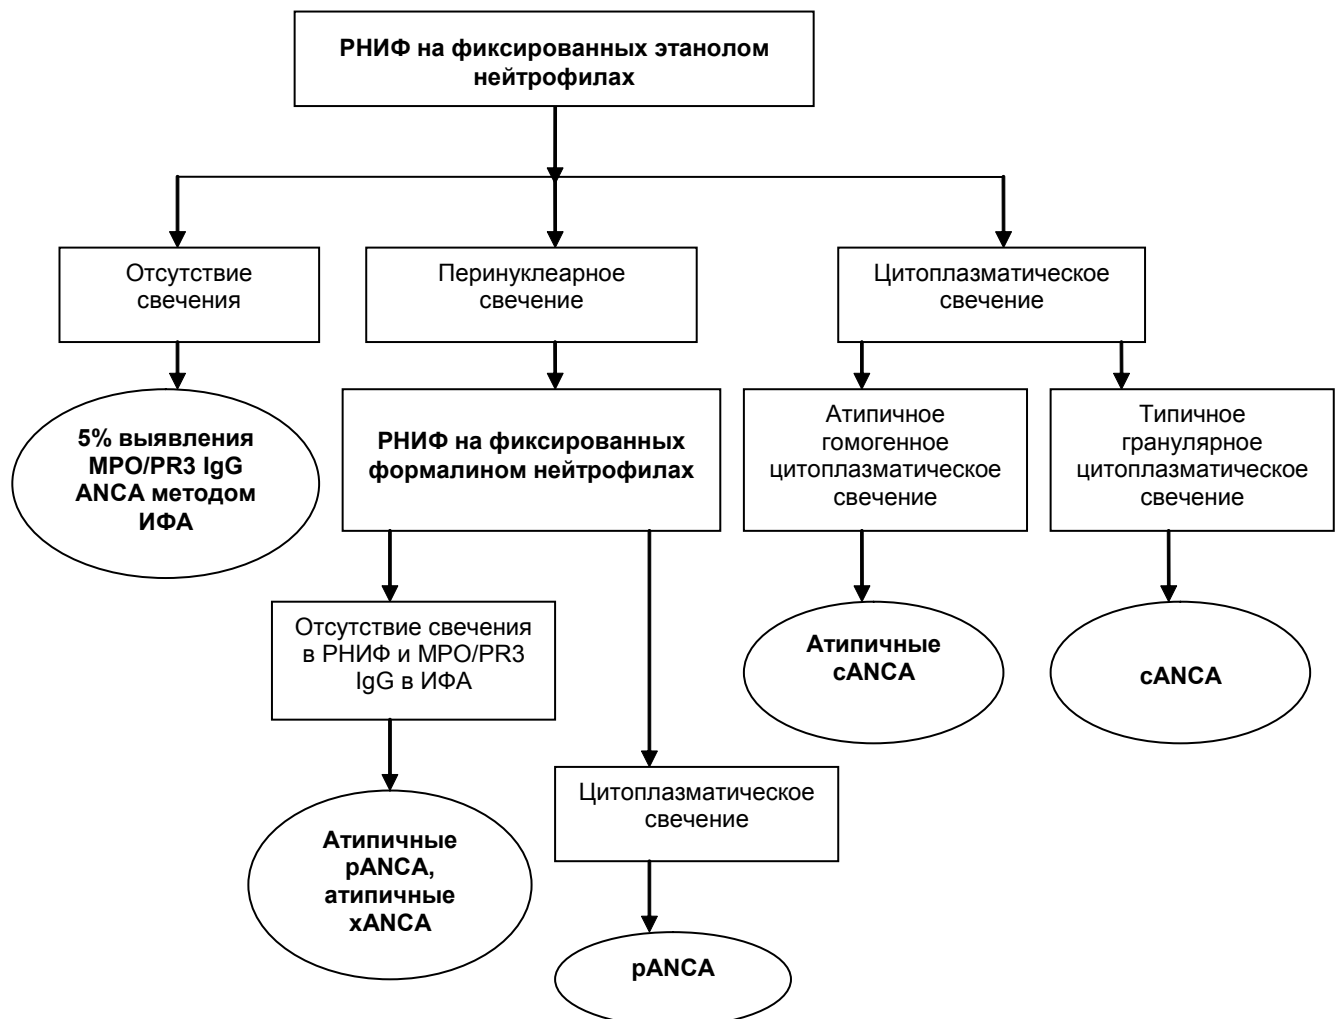 РНИФ на фиксированных этанолом
нейтрофилах
Отсутствие
свечения
Перинуклеарное
свечение
Цитоплазматическое
свечение
5% выявления
MPO/PR3 IgG
ANCA методом
ИФА
РНИФ на фиксированных
формалином нейтрофилах
Атипичное
гомогенное
цитоплазматическое
свечение
Типичное
гранулярное
цитоплазматическое
свечение
Отсутствие свечения
в РНИФ и MPO/PR3
IgG в ИФА
Атипичные
cANCA
cANCA
Цитоплазматическое
свечение
Атипичные
pANCA,
атипичные
xANCA
pANCA